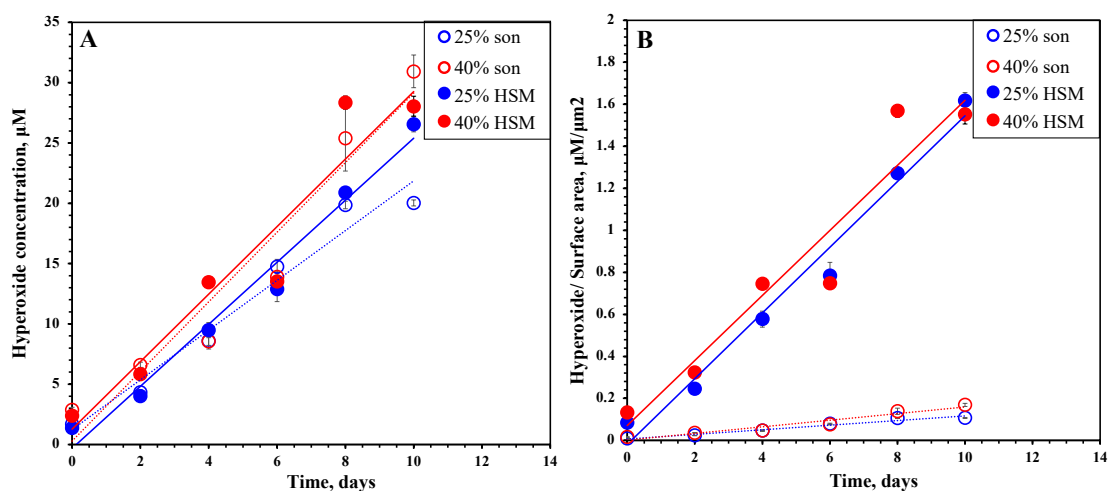 A
25% son
40% son
25% HSM
40% HSM
Hyperoxide concentration, µM
35
30
25
20
15
10
5
0
0 2 4 6 8 10 12 14
Time, days
B
25% son
40% son
25% HSM
40% HSM
Hyperoxide/ Surface area, µM/µm2
2
1.8
1.6
1.4
1.2
1
0.8
0.6
0.4
0.2
0
0 2 4 6 8 10 12 14
Time, days